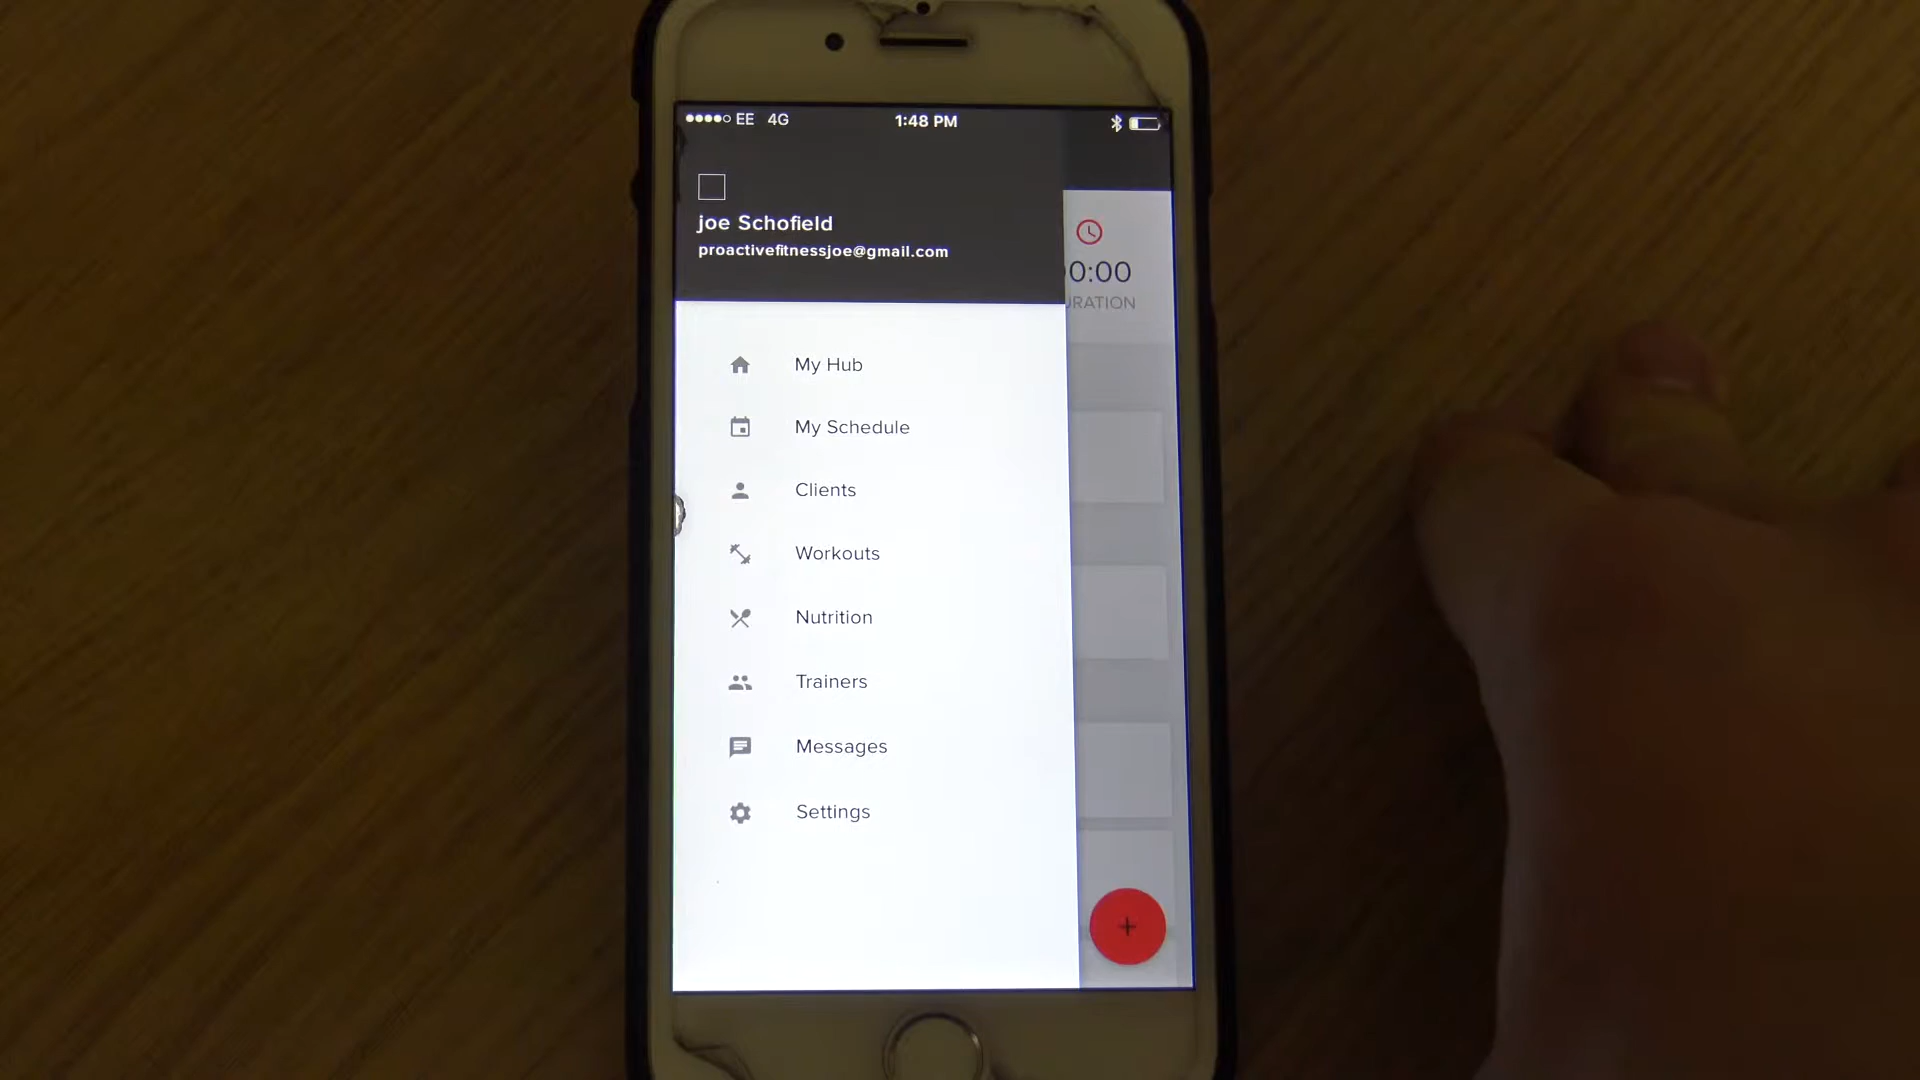 EE 4G 1:48 PM
joe Schofield
proactivefitnessjoe@gmail.com
0:00
RATION
My Hub
My Schedule
Clients
Workouts
Nutrition
Trainers
Messages
Settings
+